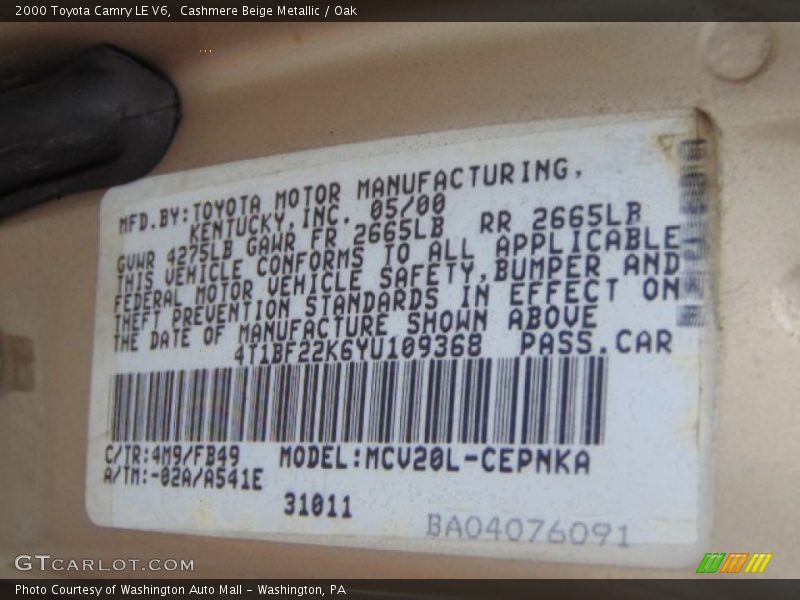 2000 Toyota Camry LE V6,  Cashmere Beige Metallic / Oak
MFD.BY:TOYOTA MOTOR MANUFACTURING,
KENTUCKY,INC. 05/00
GVWR 4275LB GAWR FR 2665LB RR 2665LB
THIS VEHICLE CONFORMS TO ALL APPLICABLE
FEDERAL MOTOR VEHICLE SAFETY,BUMPER AND
THEFT PREVENTION STANDARDS IN EFFECT ON
THE DATE OF MANUFACTURE SHOWN ABOVE
4T1BF22K6YU109368 PASS.CAR
C/TR:4M9/FB49 MODEL:MCV20L-CEPNKA
A/TM:-02A/A541E
31011
BA04076091
GTCARLOT.COM
Photo Courtesy of Washington Auto Mall - Washington, PA